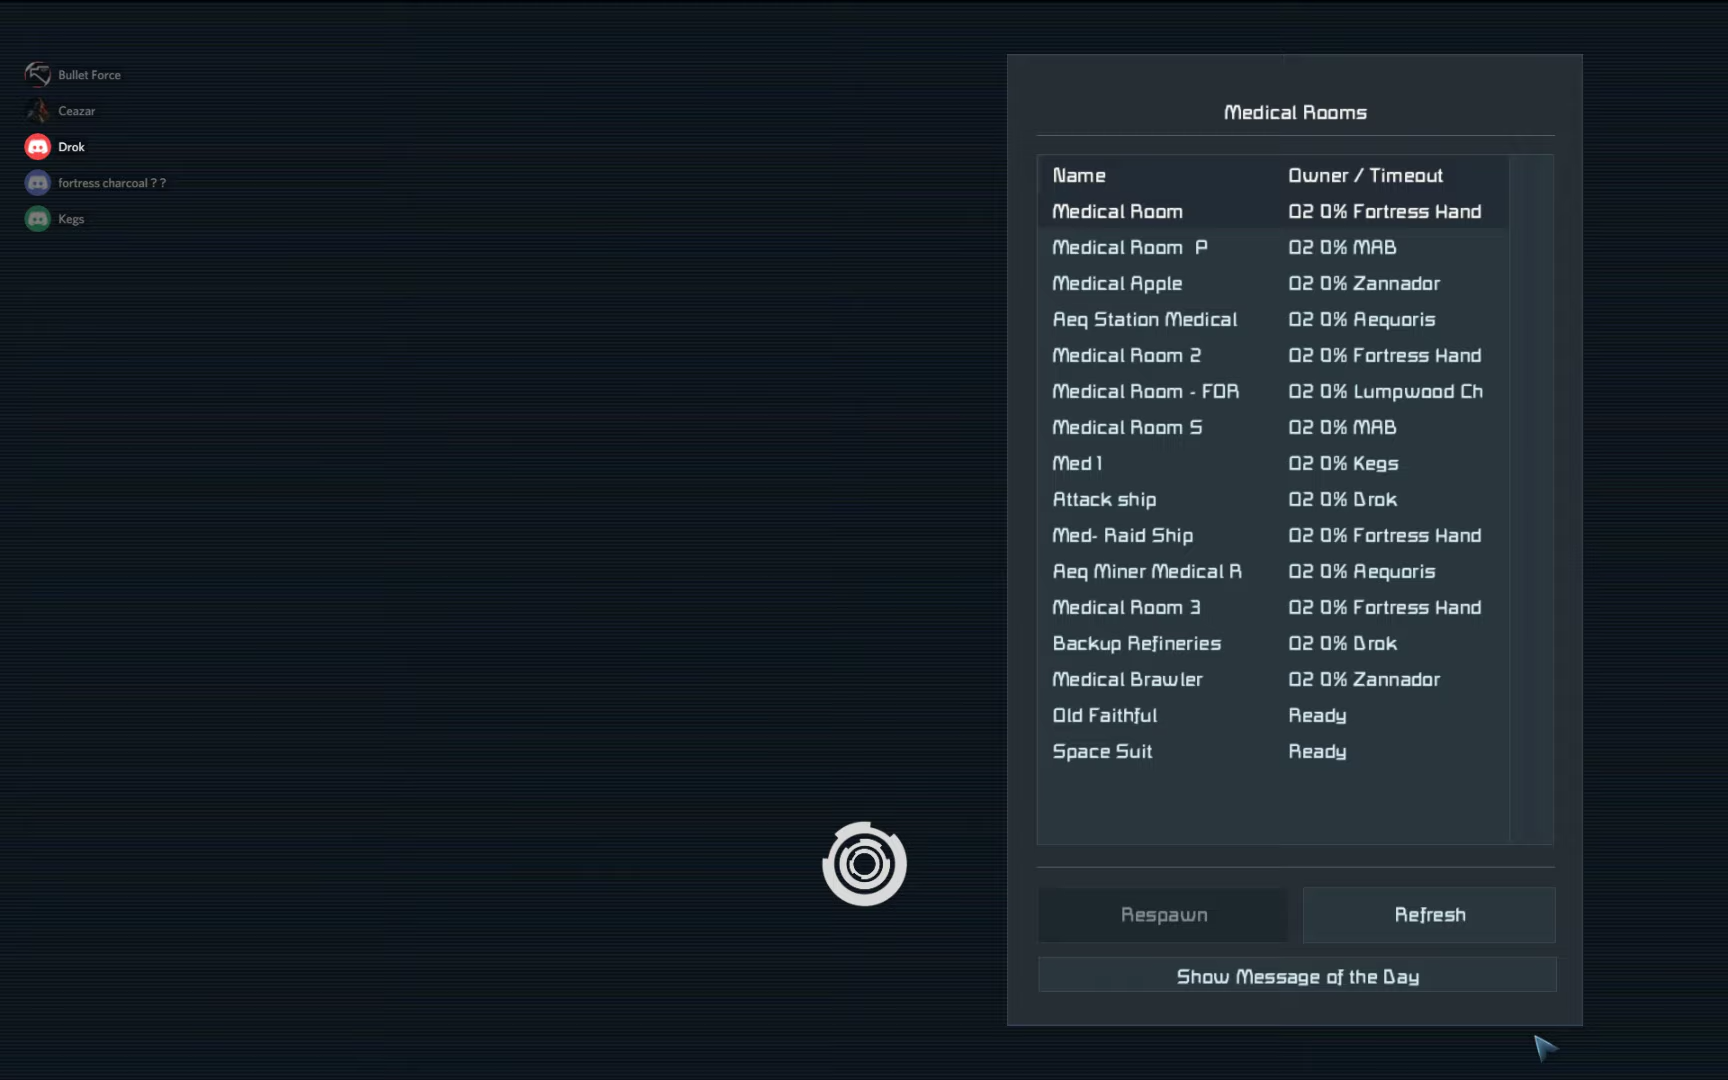 Bullet Force
Ceazar
Drok
fortress charcoal ? ?
Kegs
Medical Rooms
Name Owner / Timeout
Medical Room O2 0% Fortress Hand
Medical Room P O2 0% MAB
Medical Apple O2 0% Zannador
Aeq Station Medical O2 0% Aequoris
Medical Room 2 O2 0% Fortress Hand
Medical Room - FOR O2 0% Lumpwood Ch
Medical Room S O2 0% MAB
Med 1 O2 0% Kegs
Attack ship O2 0% Drok
Med- Raid Ship O2 0% Fortress Hand
Aeq Miner Medical R O2 0% Aequoris
Medical Room 3 O2 0% Fortress Hand
Backup Refineries O2 0% Drok
Medical Brawler O2 0% Zannador
Old Faithful Ready
Space Suit Ready
Respawn Refresh
Show Message of the Day